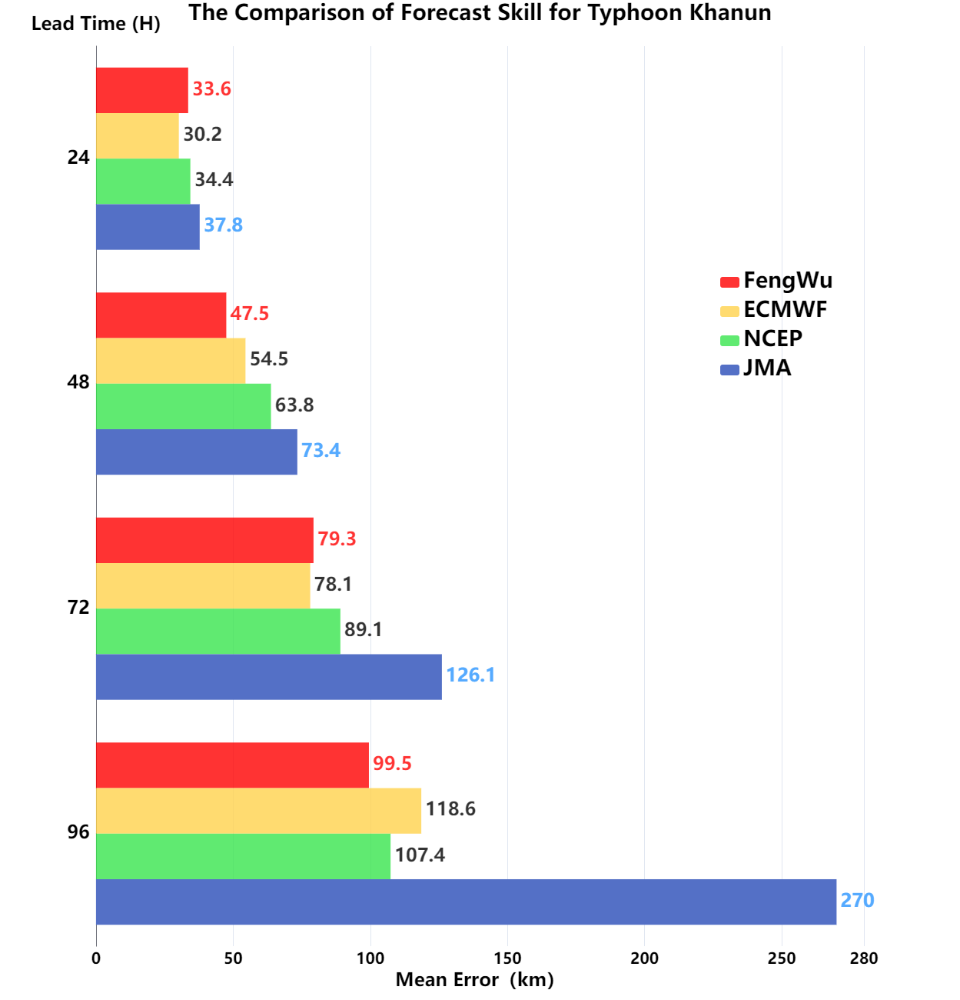 The Comparison of Forecast Skill for Typhoon Khanun
Lead Time (H)
33.6
30.2
24
34.4
37.8
FengWu
ECMWF
NCEP
JMA
47.5
54.5
48
63.8
73.4
79.3
78.1
72
89.1
126.1
99.5
118.6
96
107.4
270
0 50 100 150 200 250 280
Mean Error（km）